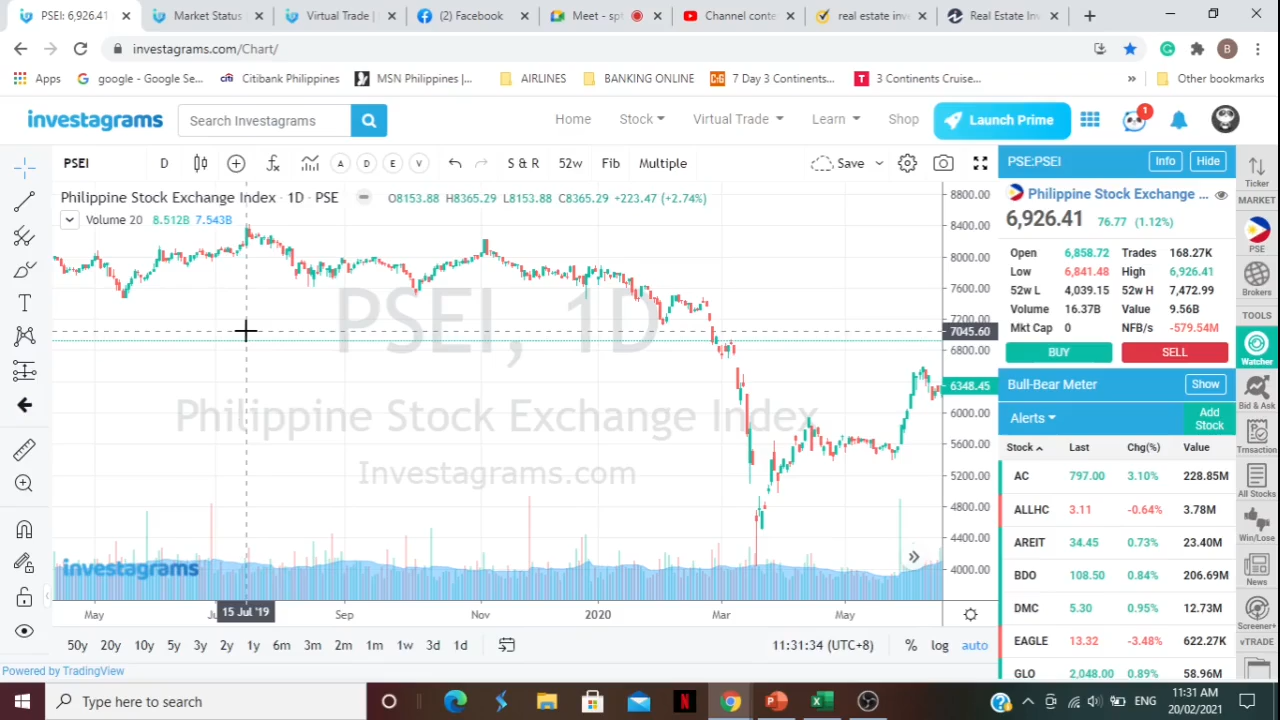 PSEI: 6,926.41
Market Status |
Virtual Trade |
(2) Facebook
Meet - spt
Channel conte
real estate inv
Real Estate Inv
investagrams.com/Chart/
B
Apps
google - Google Se...
Citibank Philippines
MSN Philippines |...
AIRLINES
BANKING ONLINE
7 Day 3 Continents...
3 Continents Cruise...
»
Other bookmarks
investagrams
Search Investagrams
Home
Stock
Virtual Trade
Learn
Shop
Launch Prime
1
PSEI
D
A
D
E
V
S & R
52w
Fib
Multiple
Save
Philippine Stock Exchange Index · 1D · PSE
O8153.88 H8365.29 L8153.88 C8365.29 +223.47 (+2.74%)
Volume 20 8.512B 7.543B
PSEI, 1D
Philippine Stock Exchange Index
Investagrams.com
investagrams
8800.00
8400.00
8000.00
7600.00
7200.00
7045.60
6800.00
6348.45
6000.00
5600.00
5200.00
4800.00
4400.00
4000.00
May
15 Jul '19
Sep
Nov
2020
Mar
May
50y 20y 10y 5y 3y 2y 1y 6m 3m 2m 1m 1w 3d 1d
11:31:34 (UTC+8)
% log auto
Powered by TradingView
PSE:PSEI
Info
Hide
Philippine Stock Exchange ...
6,926.41 76.77 (1.12%)
Open 6,858.72 Trades 168.27K
Low 6,841.48 High 6,926.41
52w L 4,039.15 52w H 7,472.99
Volume 16.37B Value 9.56B
Mkt Cap 0 NFB/s -579.54M
BUY
SELL
Bull-Bear Meter
Show
Alerts
Add Stock
Stock Last Chg(%) Value
AC 797.00 3.10% 228.85M
ALLHC 3.11 -0.64% 3.78M
AREIT 34.45 0.73% 23.40M
BDO 108.50 0.84% 206.69M
DMC 5.30 0.95% 12.73M
EAGLE 13.32 -3.48% 622.27K
GLO 2,048.00 0.89% 58.96M
Ticker
MARKET
PSE
Brokers
TOOLS
Watcher
Bid & Ask
Trnsaction
All Stocks
Win/Lose
News
Screener+
vTRADE
Type here to search
ENG
11:31 AM
20/02/2021